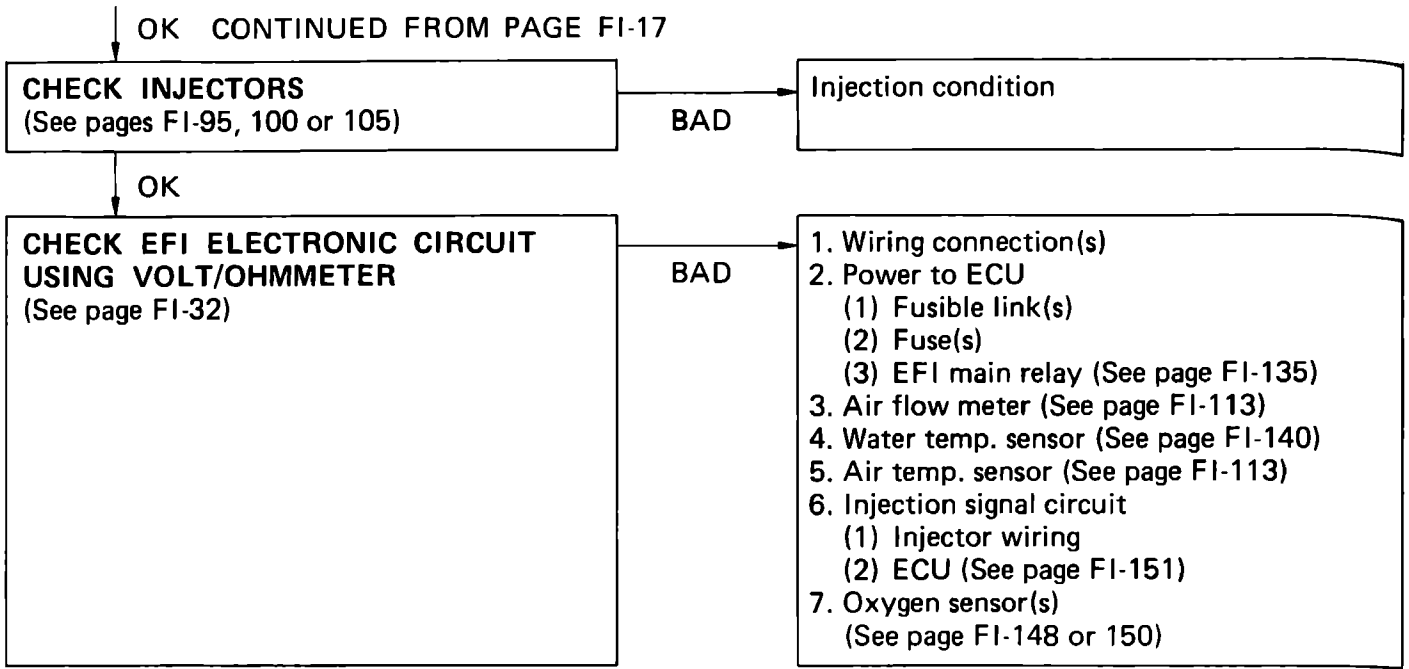 OK CONTINUED FROM PAGE FI-17
CHECK INJECTORS
(See pages FI-95, 100 or 105)
BAD
Injection condition
OK
CHECK EFI ELECTRONIC CIRCUIT
USING VOLT/OHMMETER
(See page FI-32)
BAD
1. Wiring connection(s)
2. Power to ECU
(1) Fusible link(s)
(2) Fuse(s)
(3) EFI main relay (See page FI-135)
3. Air flow meter (See page FI-113)
4. Water temp. sensor (See page FI-140)
5. Air temp. sensor (See page FI-113)
6. Injection signal circuit
(1) Injector wiring
(2) ECU (See page FI-151)
7. Oxygen sensor(s)
(See page FI-148 or 150)